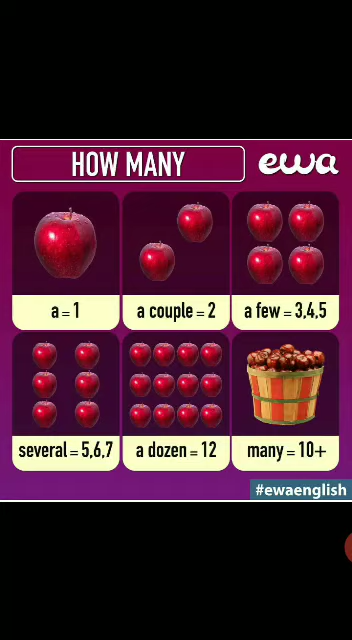 HOW MANY
ewa
a = 1
a couple = 2
a few = 3,4,5
several = 5,6,7
a dozen = 12
many = 10+
#ewaenglish